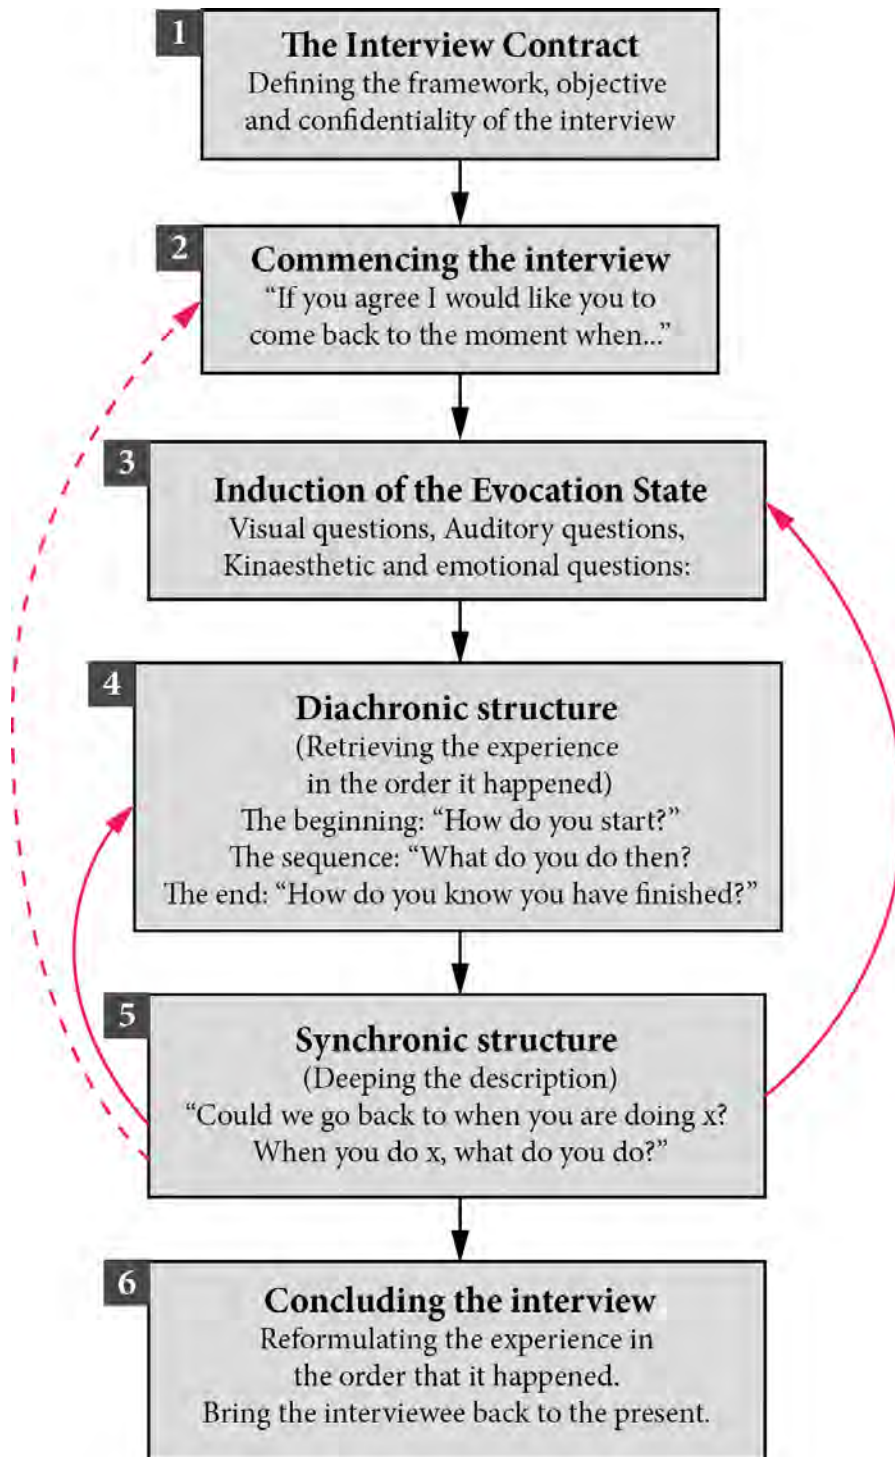 1
The Interview Contract
Defining the framework, objective
and confidentiality of the interview
2
Commencing the interview
“If you agree I would like you to
come back to the moment when...”
3
Induction of the Evocation State
Visual questions, Auditory questions,
Kinaesthetic and emotional questions:
4
Diachronic structure
(Retrieving the experience
in the order it happened)
The beginning: “How do you start?”
The sequence: “What do you do then?
The end: “How do you know you have finished?”
5
Synchronic structure
(Deeping the description)
“Could we go back to when you are doing x?
When you do x, what do you do?”
6
Concluding the interview
Reformulating the experience in
the order that it happened.
Bring the interviewee back to the present.